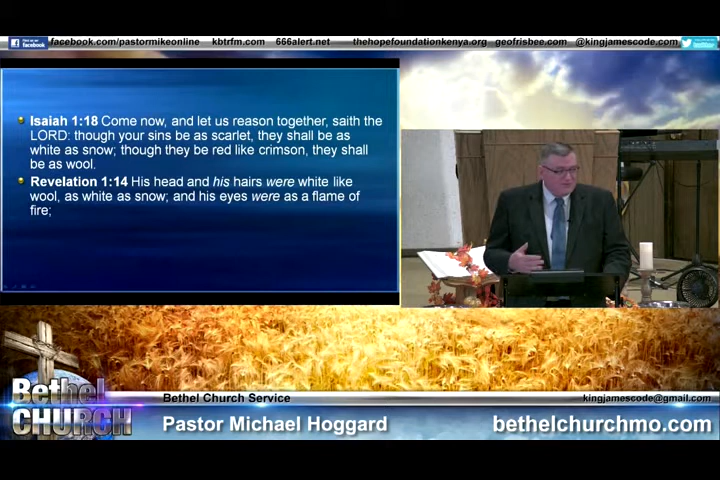 facebook.com/pastormikeonline kbtrfm.com 666alert.net thehopefoundationkenya.org geofrisbee.com @kingjamescode.com
Isaiah 1:18 Come now, and let us reason together, saith the
LORD: though your sins be as scarlet, they shall be as
white as snow; though they be red like crimson, they shall
be as wool.
Revelation 1:14 His head and his hairs were white like
wool, as white as snow; and his eyes were as a flame of
fire;
Bethel
CHURCH
Bethel Church Service
kingjamescode@gmail.com
Pastor Michael Hoggard
bethelchurchmo.com